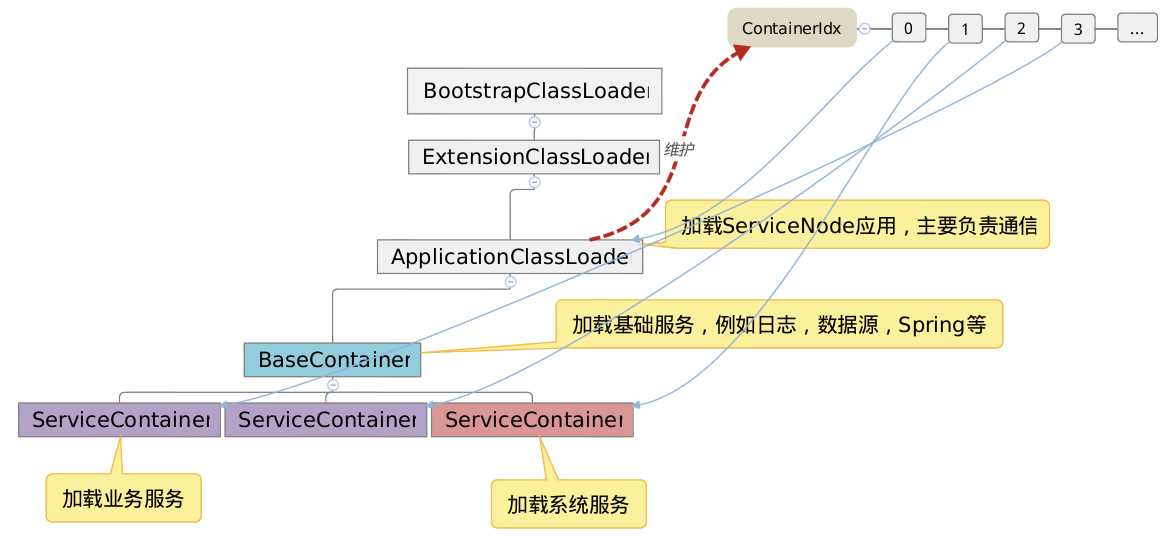 ContainerIdx
0
1
2
3
...
BootstrapClassLoader
ExtensionClassLoader
维护
加载ServiceNode应用，主要负责通信
ApplicationClassLoader
加载基础服务，例如日志，数据源，Spring等
BaseContainer
ServiceContainer
ServiceContainer
ServiceContainer
加载业务服务
加载系统服务